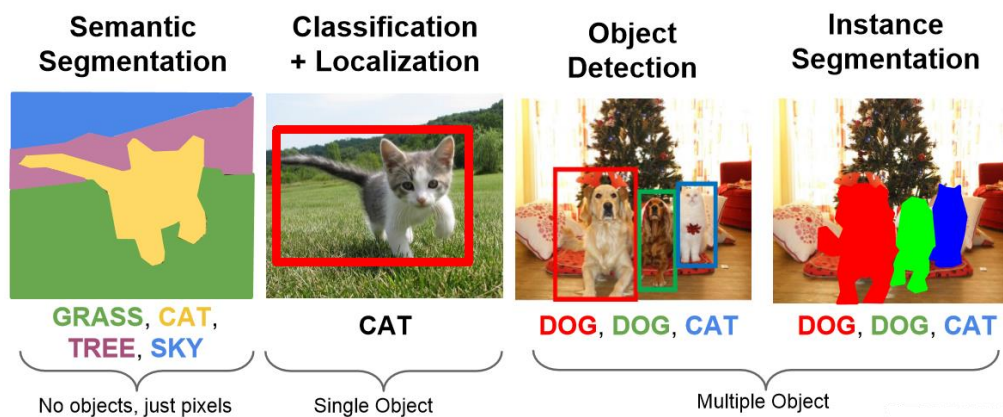 Semantic
Segmentation
Classification
+ Localization
Object
Detection
Instance
Segmentation
GRASS, CAT,
TREE, SKY
CAT
DOG, DOG, CAT
DOG, DOG, CAT
No objects, just pixels
Single Object
Multiple Object